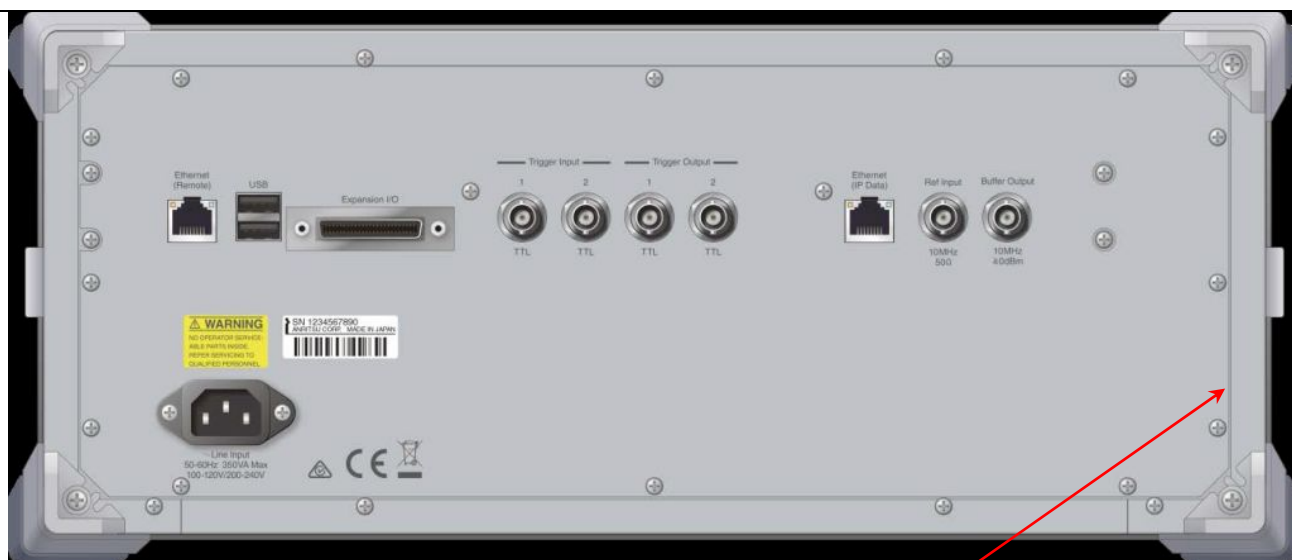 Trigger Input
Trigger Output
Ethernet
(Remote)
USB
Expansion I/O
1
2
1
2
Ethernet
(IP Data)
Ref Input
Buffer Output
TTL
TTL
TTL
TTL
10MHz
50Ω
10MHz
≥0dBm
WARNING
NO OPERATOR SERVICE-
ABLE PARTS INSIDE.
REFER SERVICING TO
QUALIFIED PERSONNEL.
SN 1234567890
ANRITSU CORP. MADE IN JAPAN
Line Input
50-60Hz 350VA Max
100-120V/200-240V
CE